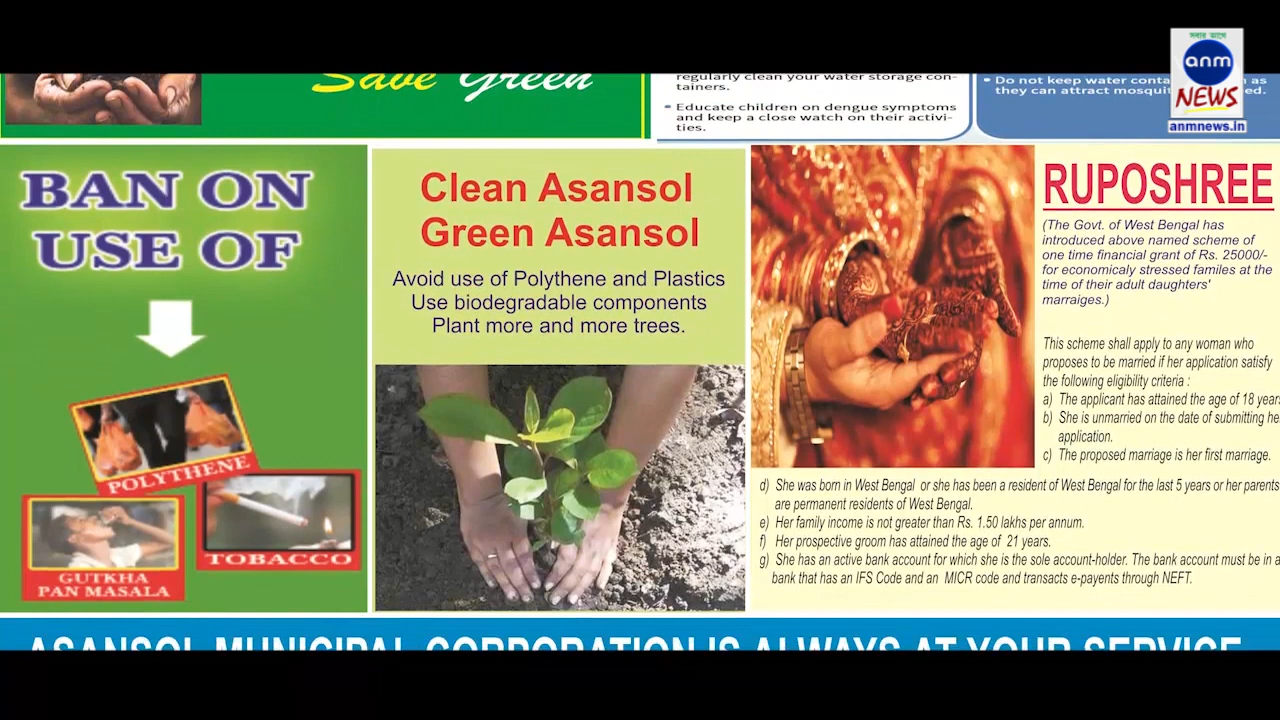 সবার আগে
anm
NEWS
anmnews.in
Save Green
regularly clean your water storage con-
tainers.
Educate children on dengue symptoms
and keep a close watch on their activi-
ties.
Do not keep water
they can attract
BAN ON
USE OF
POLYTHENE
TOBACCO
GUTKHA
PAN MASALA
Clean Asansol
Green Asansol
Avoid use of Polythene and Plastics
Use biodegradable components
Plant more and more trees.
RUPOSHREE
(The Govt. of West Bengal has
introduced above named scheme of
one time financial grant of Rs. 25000/-
for economicaly stressed familes at the
time of their adult daughters'
marraiges.)
This scheme shall apply to any woman who
proposes to be married if her application satisfy
the following eligibility criteria :
a) The applicant has attained the age of 18 years
b) She is unmarried on the date of submitting he
application.
c) The proposed marriage is her first marriage.
d) She was born in West Bengal or she has been a resident of West Bengal for the last 5 years or her parents
are permanent residents of West Bengal.
e) Her family income is not greater than Rs. 1.50 lakhs per annum.
f) Her prospective groom has attained the age of 21 years.
g) She has an active bank account for which she is the sole account-holder. The bank account must be in a
bank that has an IFS Code and an MICR code and transacts e-payents through NEFT.
ASANSOL MUNICIPAL CORPORATION IS ALWAYS AT YOUR SERVICE